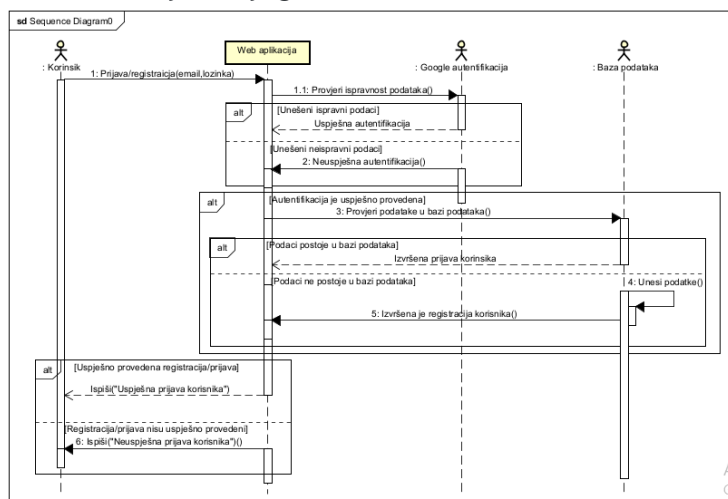 sd Sequence Diagram0
: Korinsik
Web aplikacija
: Google autentifikacija
: Baza podataka
1: Prijava/registraicja(email,lozinka)
1.1: Provjeri ispravnost podataka()
alt
[Unešeni ispravni podaci]
Uspješna autentifikacija
[Unešeni neispravni podaci]
2: Neuspješna autentifikacija()
alt
[Autentifikacija je uspješno provedena]
3: Provjeri podatake u bazi podataka()
alt
[Podaci postoje u bazi podataka]
Izvršena prijava korinsika
[Podaci ne postoje u bazi podataka]
4: Unesi podatke()
5: Izvršena je registracija korisnika()
alt
[Uspješno provedena registracija/prijava]
Ispiši("Uspješna prijava korisnika")
[Registracija/prijava nisu uspješno provedeni]
6: Ispiši("Neuspješna prijava korisnika")()